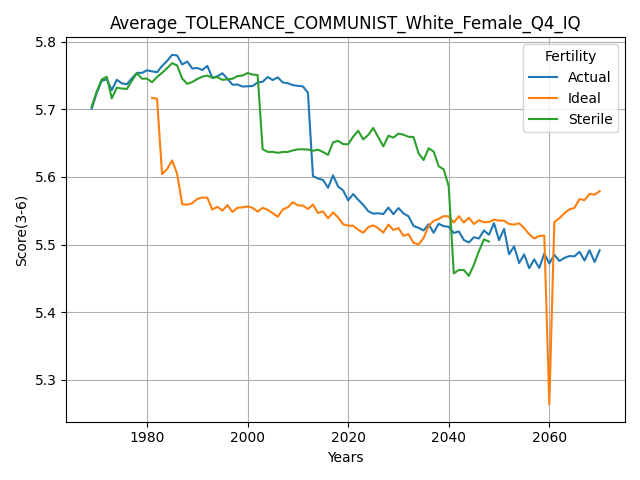 Average_TOLERANCE_COMMUNIST_White_Female_Q4_IQ
Fertility
Actual
Ideal
Sterile
Score(3-6)
5.8
5.7
5.6
5.5
5.4
5.3
1980
2000
2020
2040
2060
Years